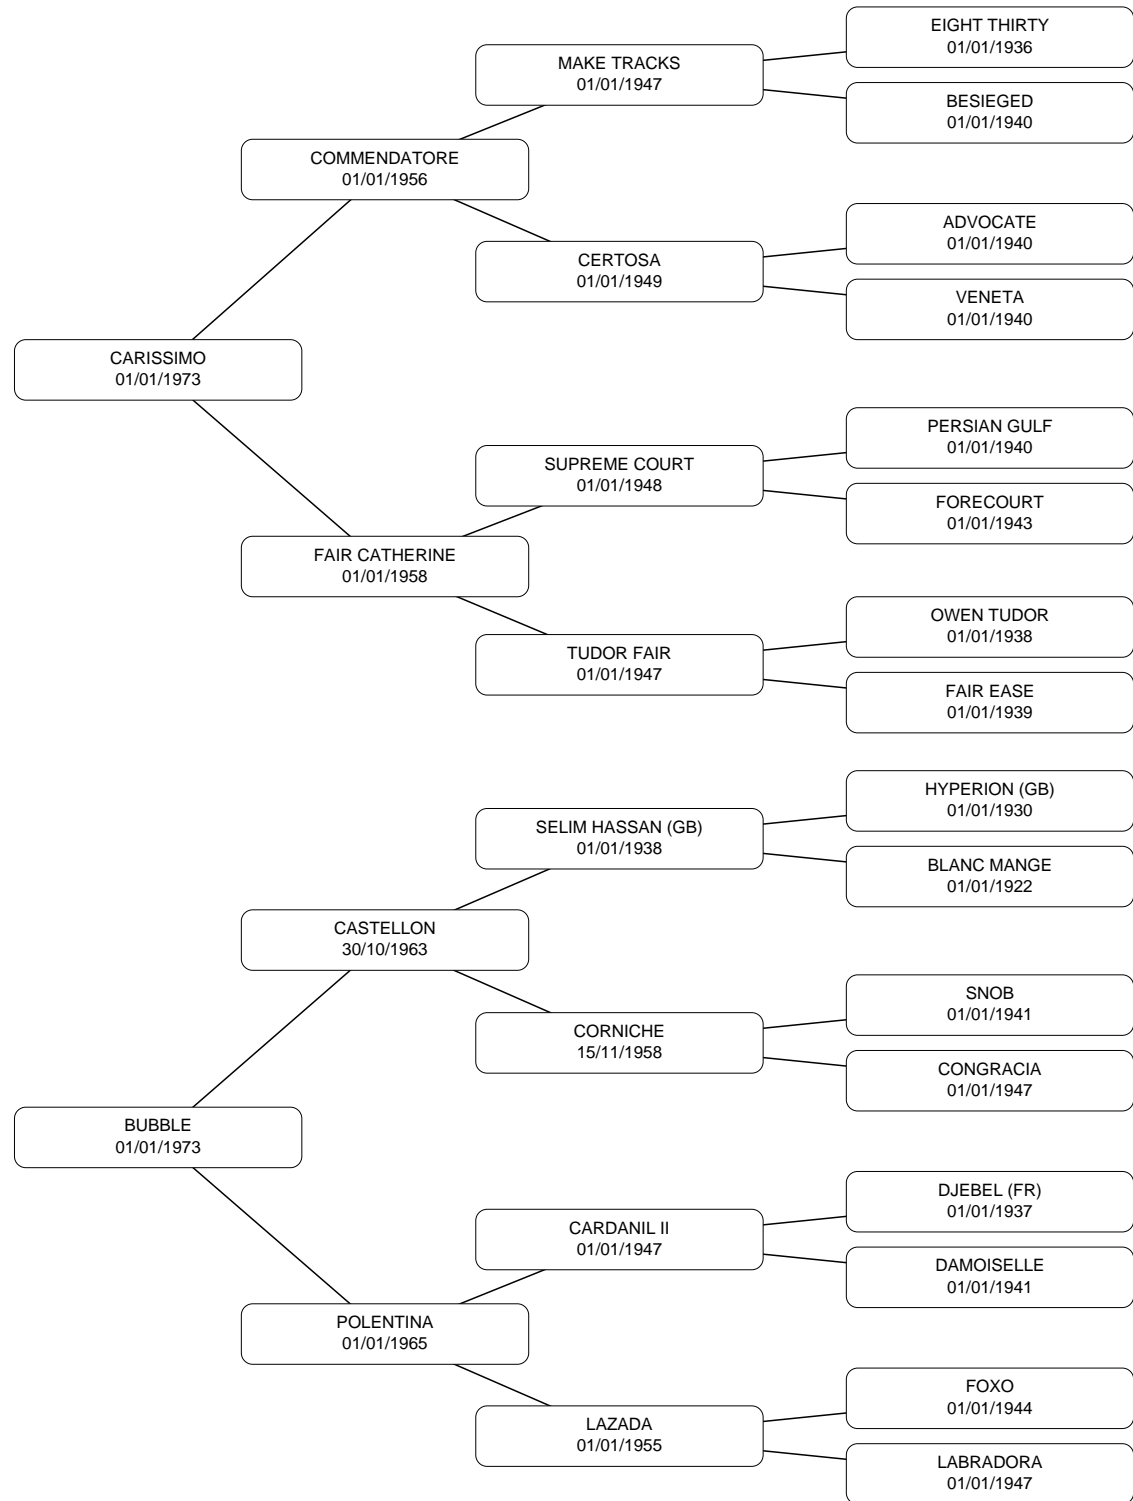 EIGHT THIRTY
01/01/1936
MAKE TRACKS
01/01/1947
BESIEGED
01/01/1940
COMMENDATORE
01/01/1956
ADVOCATE
01/01/1940
CERTOSA
01/01/1949
VENETA
01/01/1940
CARISSIMO
01/01/1973
PERSIAN GULF
01/01/1940
SUPREME COURT
01/01/1948
FORECOURT
01/01/1943
FAIR CATHERINE
01/01/1958
OWEN TUDOR
01/01/1938
TUDOR FAIR
01/01/1947
FAIR EASE
01/01/1939
HYPERION (GB)
01/01/1930
SELIM HASSAN (GB)
01/01/1938
BLANC MANGE
01/01/1922
CASTELLON
30/10/1963
SNOB
01/01/1941
CORNICHE
15/11/1958
CONGRACIA
01/01/1947
BUBBLE
01/01/1973
DJEBEL (FR)
01/01/1937
CARDANIL II
01/01/1947
DAMOISELLE
01/01/1941
POLENTINA
01/01/1965
FOXO
01/01/1944
LAZADA
01/01/1955
LABRADORA
01/01/1947